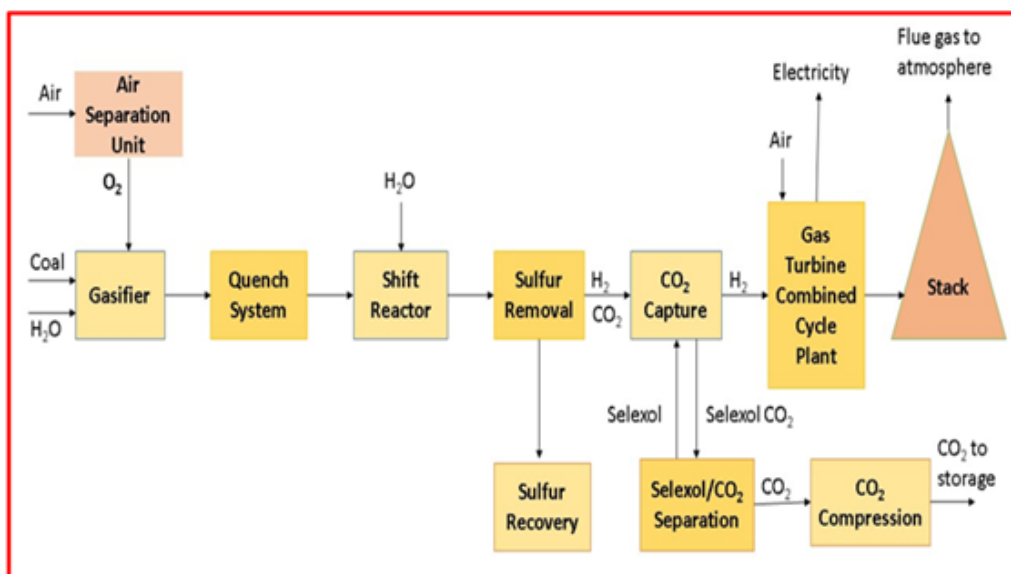 Flue gas to
atmosphere
Electricity
Air
Air
Separation
Unit
Air
O₂
H₂O
Coal
H₂O
Gasifier
Quench
System
Shift
Reactor
Sulfur
Removal
H₂
CO₂
CO₂
Capture
H₂
Gas
Turbine
Combined
Cycle
Plant
Stack
Selexol
Selexol CO₂
Sulfur
Recovery
Selexol/CO₂
Separation
CO₂
CO₂
Compression
CO₂ to
storage